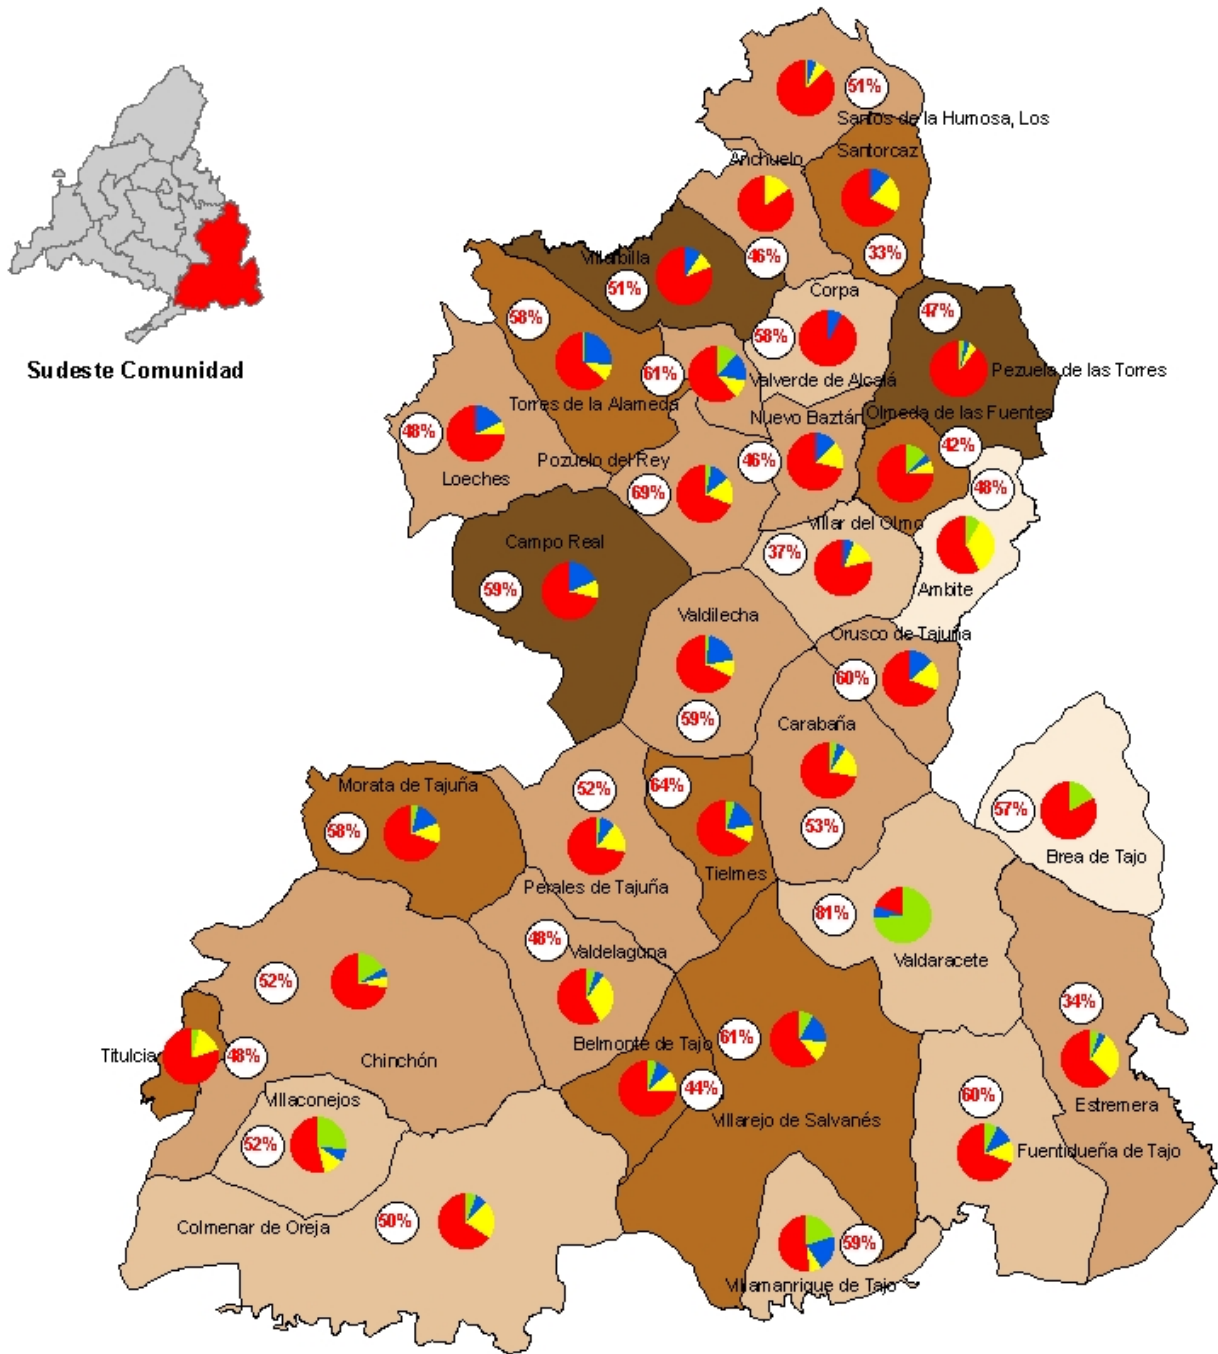 51%
Santos de la Humosa, Los
Anchuelo
Santorcaz
46%
33%
Villalbilla
51%
Corpa
47%
58%
58%
61%
Valverde de Alcalá
Pezuela de las Torres
Sudeste Comunidad
Torres de la Alameda
Nuevo Baztán
Olmeda de las Fuentes
48%
42%
Pozuelo del Rey
46%
Loeches
69%
48%
Villar del Olmo
Campo Real
37%
59%
Ambite
Valdilecha
Orusco de Tajuña
60%
59%
Carabaña
Morata de Tajuña
52%
64%
57%
58%
53%
Brea de Tajo
Tielmes
Perales de Tajuña
81%
48%
Valdelaguna
Valdaracete
52%
34%
61%
Belmonte de Tajo
Titulcia
48%
Chinchón
44%
60%
Villaconejos
Villarejo de Salvanés
Estremera
52%
Fuentidueña de Tajo
Colmenar de Oreja
50%
59%
Villamanrique de Tajo